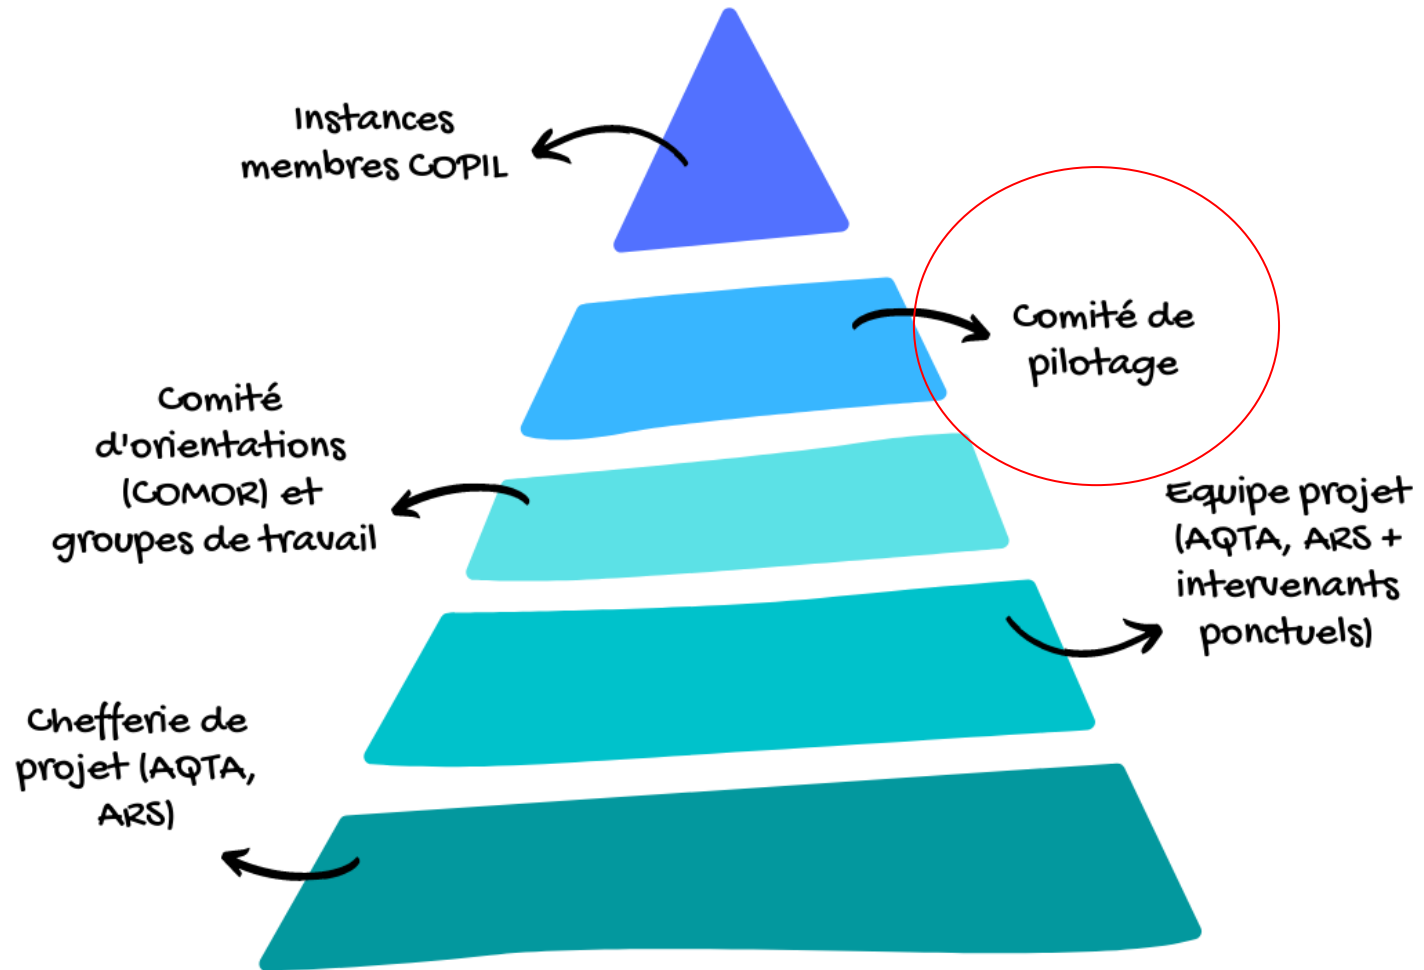 Instances
membres COPIL
Comité de
pilotage
Comité
d'orientations
(COMOR) et
groupes de travail
Equipe projet
(AQTA, ARS +
intervenants
ponctuels)
Chefferie de
projet (AQTA,
ARS)